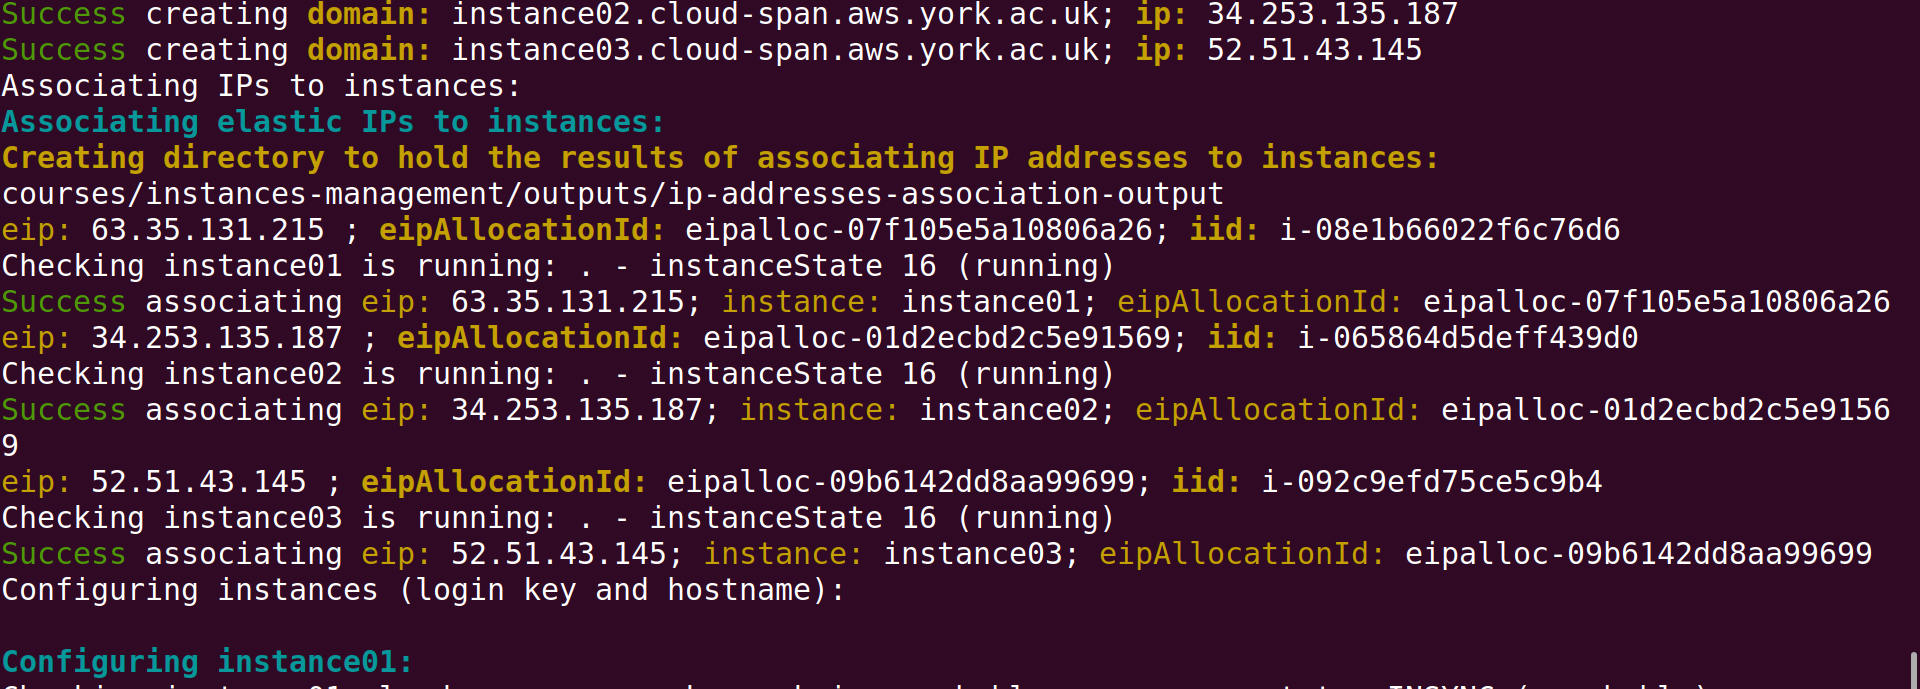 Success creating domain: instance02.cloud-span.aws.york.ac.uk; ip: 34.253.135.187
Success creating domain: instance03.cloud-span.aws.york.ac.uk; ip: 52.51.43.145
Associating IPs to instances:
Associating elastic IPs to instances:
Creating directory to hold the results of associating IP addresses to instances:
courses/instances-management/outputs/ip-addresses-association-output
eip: 63.35.131.215 ; eipAllocationId: eipalloc-07f105e5a10806a26; iid: i-08e1b66022f6c76d6
Checking instance01 is running: . - instanceState 16 (running)
Success associating eip: 63.35.131.215; instance: instance01; eipAllocationId: eipalloc-07f105e5a10806a26
eip: 34.253.135.187 ; eipAllocationId: eipalloc-01d2ecbd2c5e91569; iid: i-065864d5deff439d0
Checking instance02 is running: . - instanceState 16 (running)
Success associating eip: 34.253.135.187; instance: instance02; eipAllocationId: eipalloc-01d2ecbd2c5e9156
9
eip: 52.51.43.145 ; eipAllocationId: eipalloc-09b6142dd8aa99699; iid: i-092c9efd75ce5c9b4
Checking instance03 is running: . - instanceState 16 (running)
Success associating eip: 52.51.43.145; instance: instance03; eipAllocationId: eipalloc-09b6142dd8aa99699
Configuring instances (login key and hostname):
Configuring instance01: